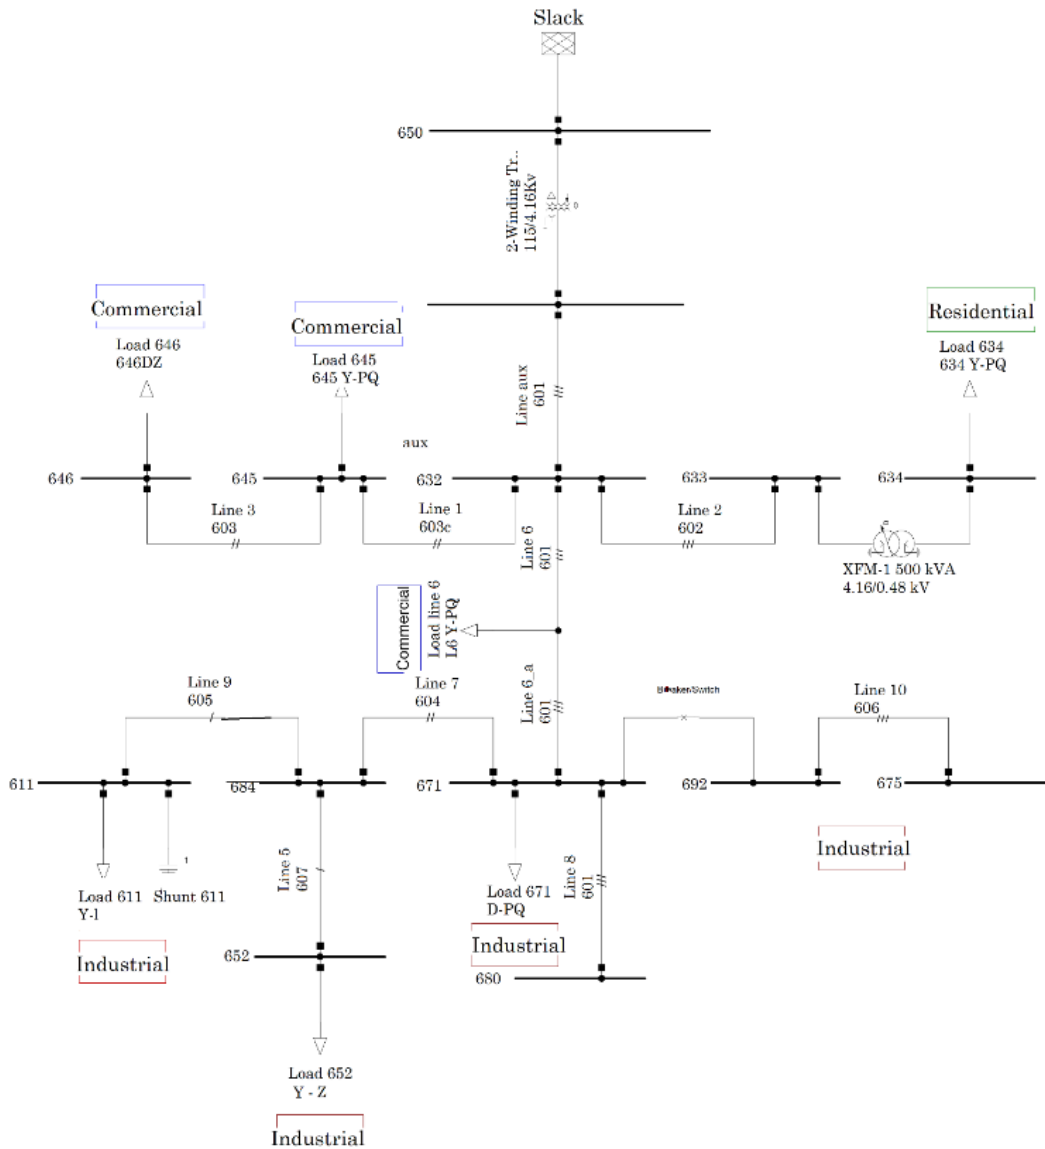 Slack
650
2-Winding Tr..
115/4.16Kv
0
Commercial
Commercial
Residential
Load 646
646DZ
Load 645
645 Y-PQ
Load 634
634 Y-PQ
Line aux
601
aux
646
645
632
633
634
Line 3
603
Line 1
603c
Line 6
601
Line 2
602
XFM-1 500 kVA
4.16/0.48 kV
Commercial
Load line 6
L6 Y-PQ
Line 9
605
Line 7
604
Line 6_a
601
Line 10
606
611
684
671
692
675
Line 5
607
Line 8
601
1
Load 611
Y-I
Shunt 611
Load 671
D-PQ
Industrial
Industrial
Industrial
652
680
Load 652
Y - Z
Industrial